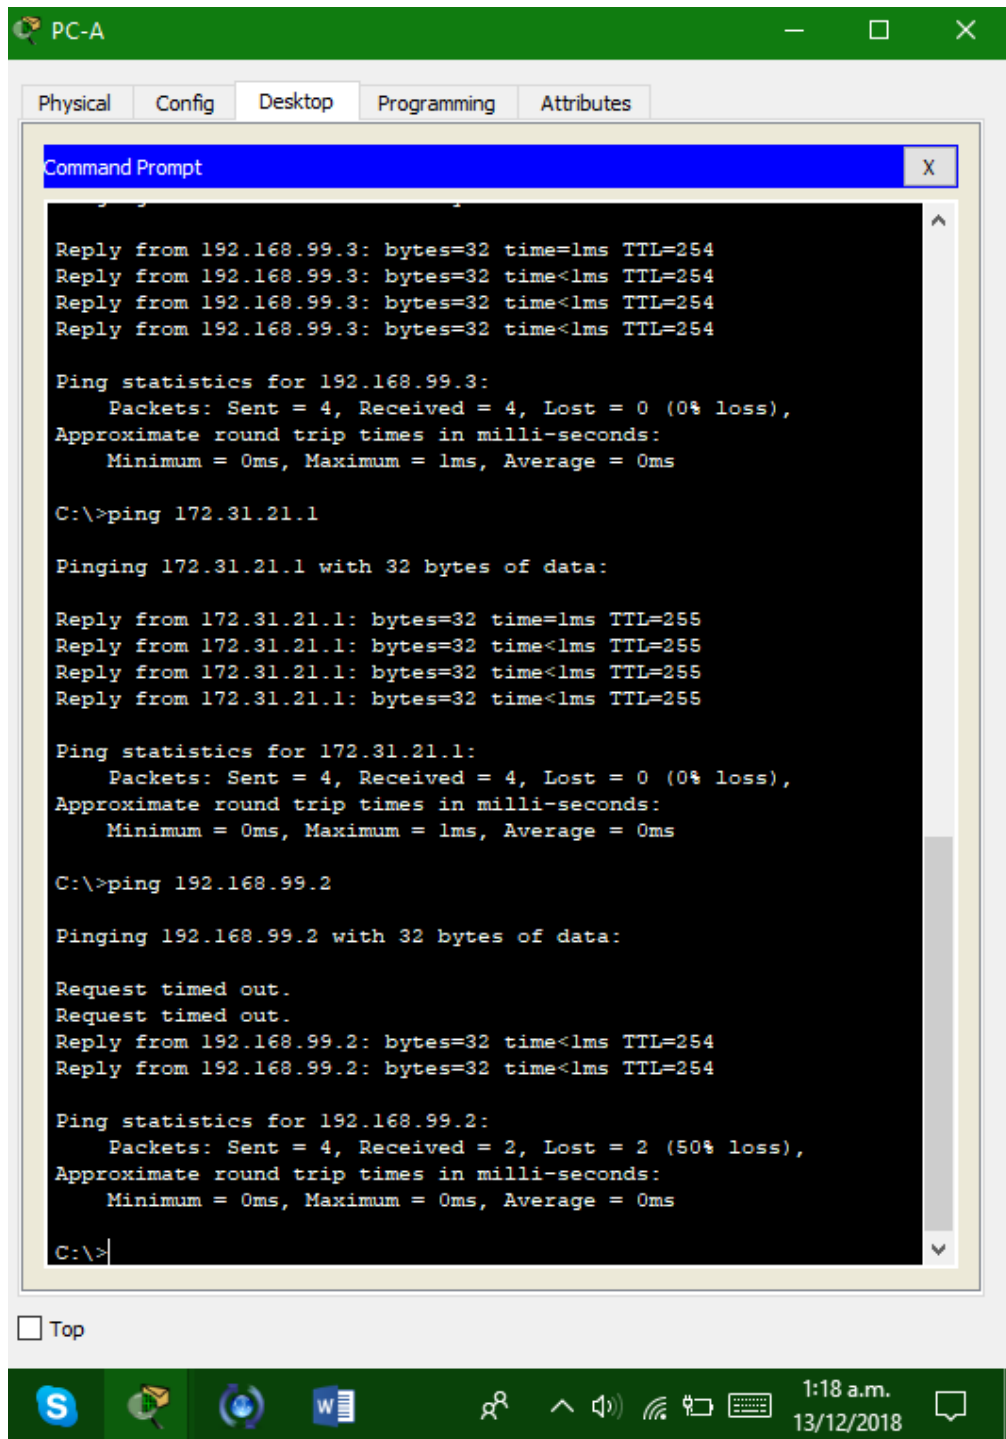 PC-A
Physical Config Desktop Programming Attributes
Command Prompt X
Reply from 192.168.99.3: bytes=32 time=1ms TTL=254
Reply from 192.168.99.3: bytes=32 time<1ms TTL=254
Reply from 192.168.99.3: bytes=32 time<1ms TTL=254
Reply from 192.168.99.3: bytes=32 time<1ms TTL=254
Ping statistics for 192.168.99.3:
Packets: Sent = 4, Received = 4, Lost = 0 (0% loss),
Approximate round trip times in milli-seconds:
Minimum = 0ms, Maximum = 1ms, Average = 0ms
C:\>ping 172.31.21.1
Pinging 172.31.21.1 with 32 bytes of data:
Reply from 172.31.21.1: bytes=32 time=1ms TTL=255
Reply from 172.31.21.1: bytes=32 time<1ms TTL=255
Reply from 172.31.21.1: bytes=32 time<1ms TTL=255
Reply from 172.31.21.1: bytes=32 time<1ms TTL=255
Ping statistics for 172.31.21.1:
Packets: Sent = 4, Received = 4, Lost = 0 (0% loss),
Approximate round trip times in milli-seconds:
Minimum = 0ms, Maximum = 1ms, Average = 0ms
C:\>ping 192.168.99.2
Pinging 192.168.99.2 with 32 bytes of data:
Request timed out.
Request timed out.
Reply from 192.168.99.2: bytes=32 time<1ms TTL=254
Reply from 192.168.99.2: bytes=32 time<1ms TTL=254
Ping statistics for 192.168.99.2:
Packets: Sent = 4, Received = 2, Lost = 2 (50% loss),
Approximate round trip times in milli-seconds:
Minimum = 0ms, Maximum = 0ms, Average = 0ms
C:\>
Top
1:18 a.m.
13/12/2018